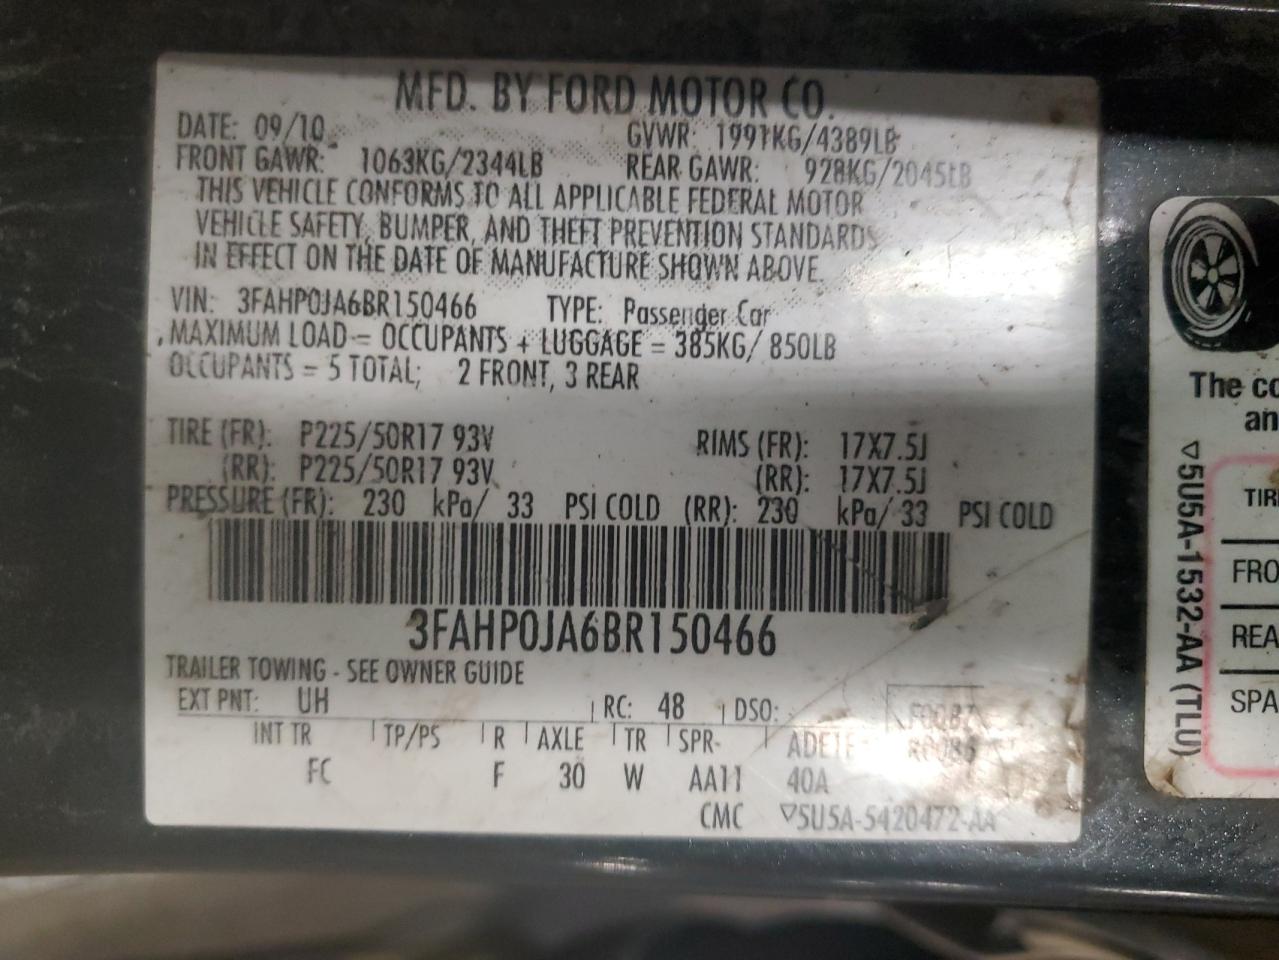 MFD. BY FORD MOTOR CO.
DATE: 09/10 GVWR: 1991KG/4389LB
FRONT GAWR: 1063KG/2344LB REAR GAWR: 928KG/2045LB
THIS VEHICLE CONFORMS TO ALL APPLICABLE FEDERAL MOTOR
VEHICLE SAFETY, BUMPER, AND THEFT PREVENTION STANDARDS
IN EFFECT ON THE DATE OF MANUFACTURE SHOWN ABOVE.
VIN: 3FAHP0JA6BR150466 TYPE: Passenger Car
MAXIMUM LOAD = OCCUPANTS + LUGGAGE = 385KG/ 850LB
OCCUPANTS = 5 TOTAL; 2 FRONT, 3 REAR
TIRE (FR): P225/50R17 93V RIMS (FR): 17X7.5J
(RR): P225/50R17 93V (RR): 17X7.5J
PRESSURE (FR): 230 kPa/ 33 PSI COLD (RR): 230 kPa/ 33 PSI COLD
3FAHP0JA6BR150466
TRAILER TOWING - SEE OWNER GUIDE
EXT PNT: UH RC: 48 DSO:
INT TR TP/PS R AXLE TR SPR
FC F 30 W AA11 40A
CMC ▽5U5A-5420472-AA
The
TIR
FRO
REA
SPA
▽5U5A-1532-AA (TLU)